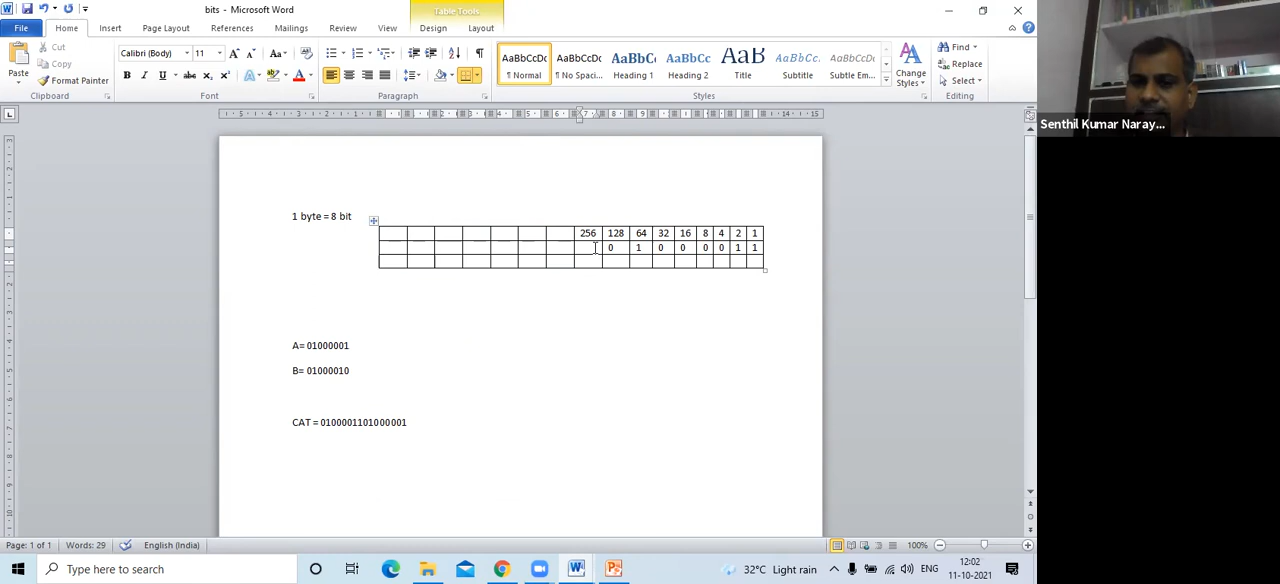 bits - Microsoft Word
Table Tools
File Home Insert Page Layout References Mailings Review View Design Layout
Paste
Cut
Copy
Format Painter
Clipboard
Calibri (Body) 11
Font
Paragraph
AaBbCcDc AaBbCcDc AaBbC AaBbCc AaB AaBbCc. AaBbCcDc
¶ Normal ¶ No Spaci... Heading 1 Heading 2 Title Subtitle Subtle Em...
Change Styles
Styles
Find
Replace
Select
Editing
Senthil Kumar Naray...
1 byte = 8 bit
256 128 64 32 16 8 4 2 1
0 1 0 0 0 0 1 1
A= 01000001
B= 01000010
CAT = 0100001101000001
Page: 1 of 1 Words: 29 English (India) 100%
Type here to search
32°C Light rain ENG
12:02
11-10-2021